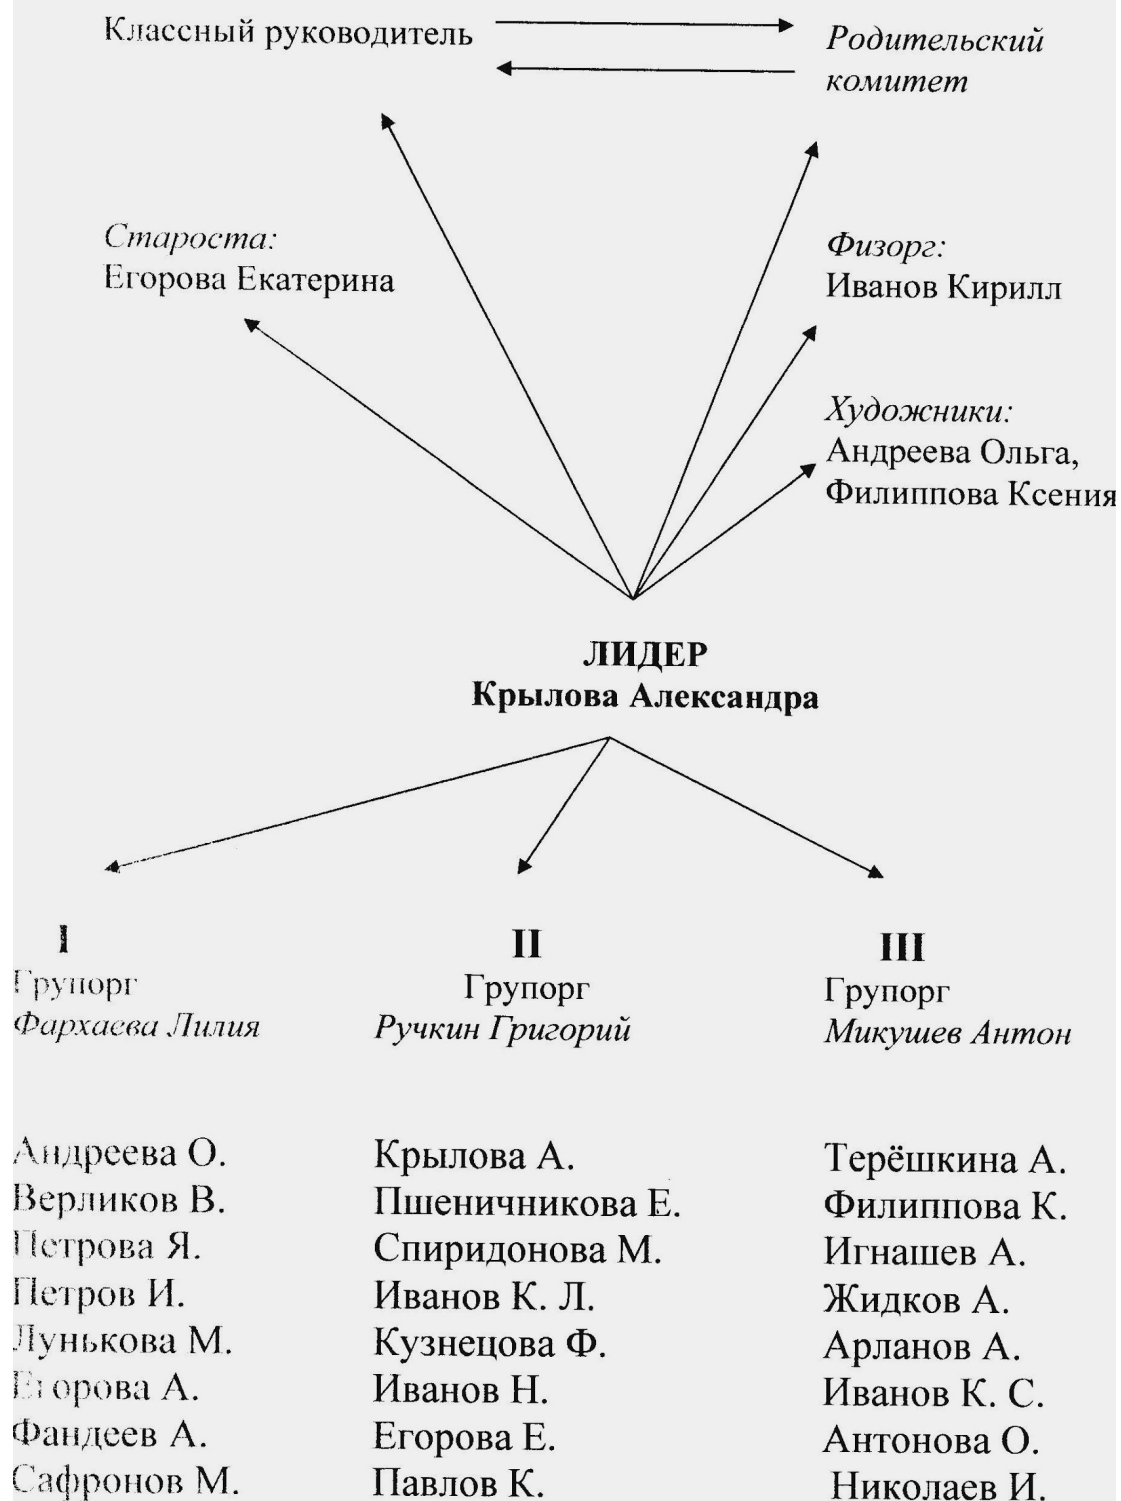 Классный руководитель
Родительский
комитет
Староста:
Егорова Екатерина
Физорг:
Иванов Кирилл
Художники:
Андреева Ольга,
Филиппова Ксения
ЛИДЕР
Крылова Александра
I
Групорг
Фархаева Лилия
II
Групорг
Ручкин Григорий
III
Групорг
Микушев Антон
Андреева О.
Верликов В.
Петрова Я.
Петров И.
Лунькова М.
Егорова А.
Фандеев А.
Сафронов М.
Крылова А.
Пшеничникова Е.
Спиридонова М.
Иванов К. Л.
Кузнецова Ф.
Иванов Н.
Егорова Е.
Павлов К.
Терёшкина А.
Филиппова К.
Игнашев А.
Жидков А.
Арланов А.
Иванов К. С.
Антонова О.
Николаев И.